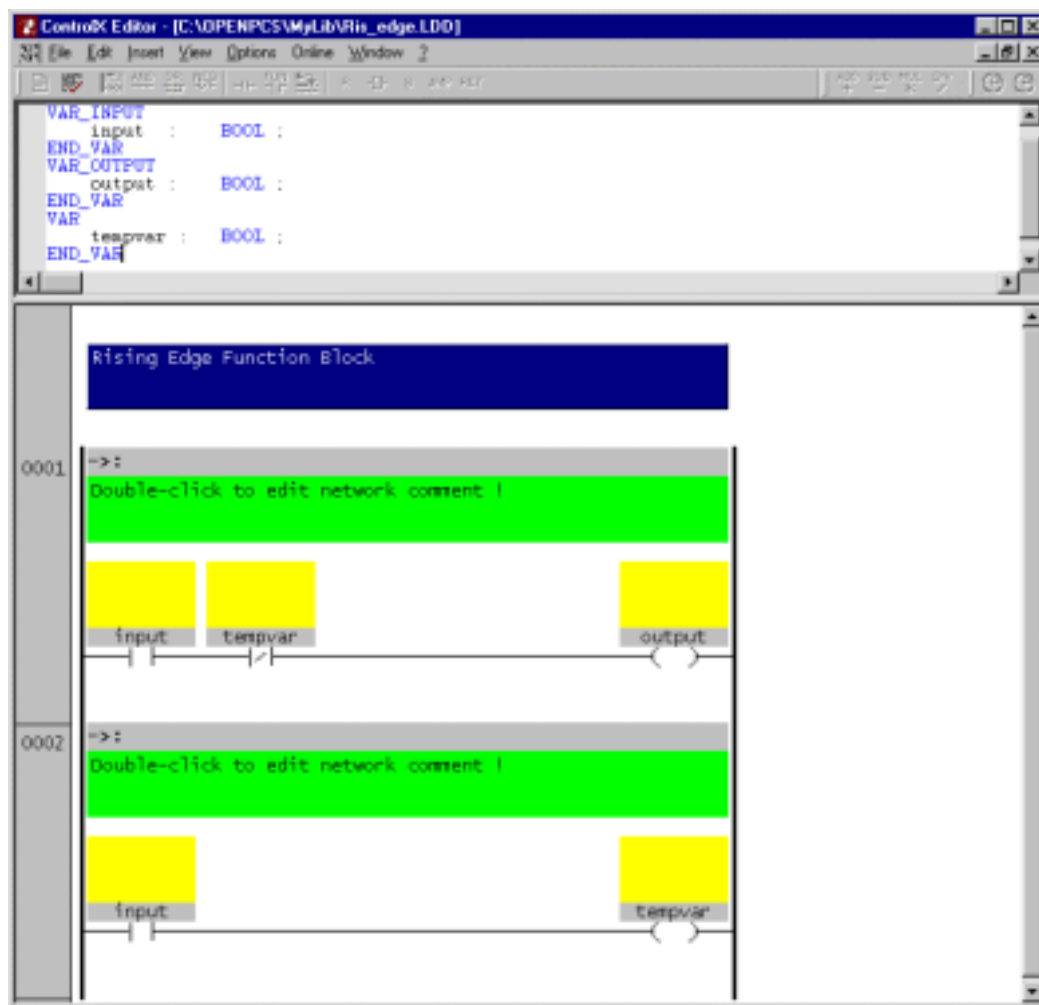 ControlX Editor - [C:\OPENPCS\MyLib\Ris_edge.LDD]
File Edit Insert View Options Online Window ?
VAR_INPUT
input : BOOL ;
END_VAR
VAR_OUTPUT
output : BOOL ;
END_VAR
VAR
tempvar : BOOL ;
END_VAR
Rising Edge Function Block
0001
->:
Double-click to edit network comment !
input tempvar output
0002
->:
Double-click to edit network comment !
input tempvar